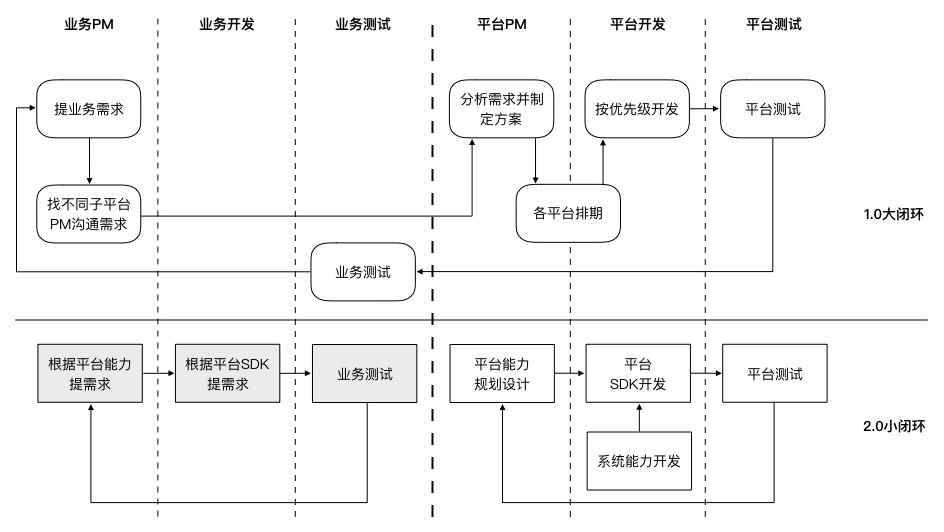 业务PM
业务开发
业务测试
平台PM
平台开发
平台测试
提业务需求
分析需求并制
定方案
按优先级开发
平台测试
找不同子平台
PM沟通需求
各平台排期
1.0大闭环
业务测试
根据平台能力
提需求
根据平台SDK
提需求
业务测试
平台能力
规划设计
平台
SDK开发
平台测试
2.0小闭环
系统能力开发